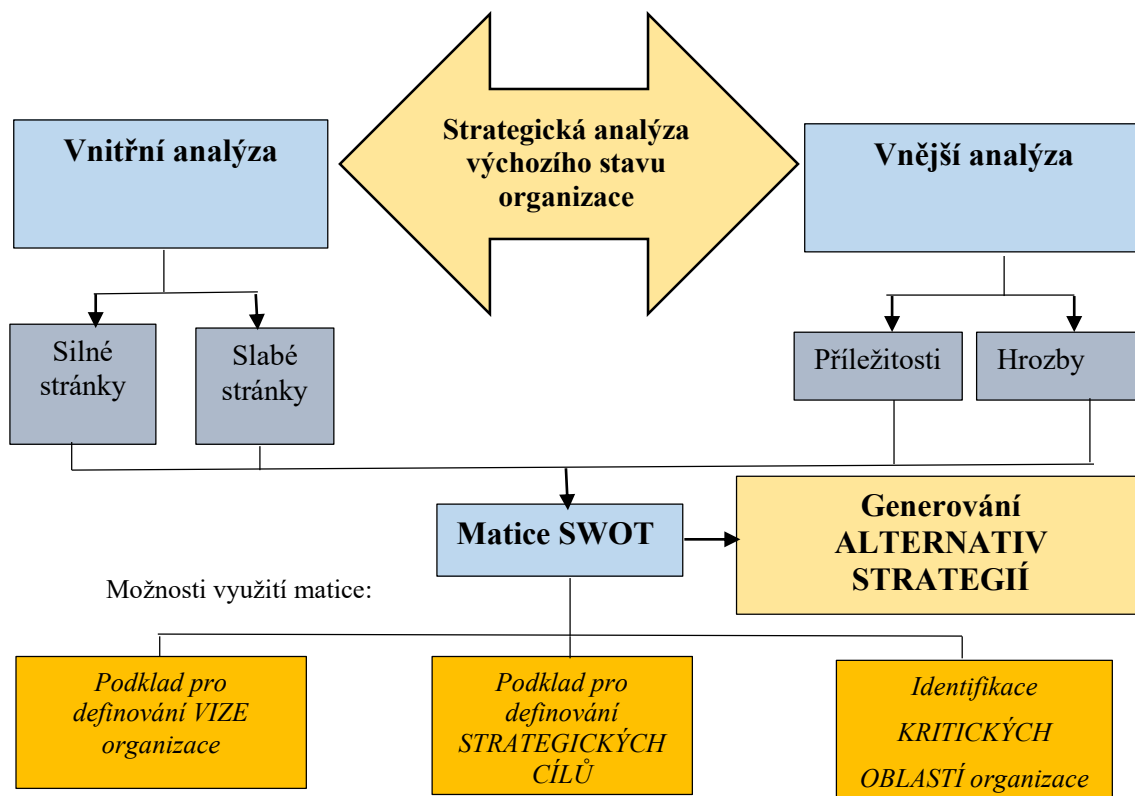 Strategická analýza
výchozího stavu
organizace
Vnitřní analýza
Vnější analýza
Silné
stránky
Slabé
stránky
Příležitosti
Hrozby
Matice SWOT
Generování
ALTERNATIV
STRATEGIÍ
Možnosti využití matice:
Podklad pro
definování VIZE
organizace
Podklad pro
definování
STRATEGICKÝCH
CÍLŮ
Identifikace
KRITICKÝCH
OBLASTÍ organizace